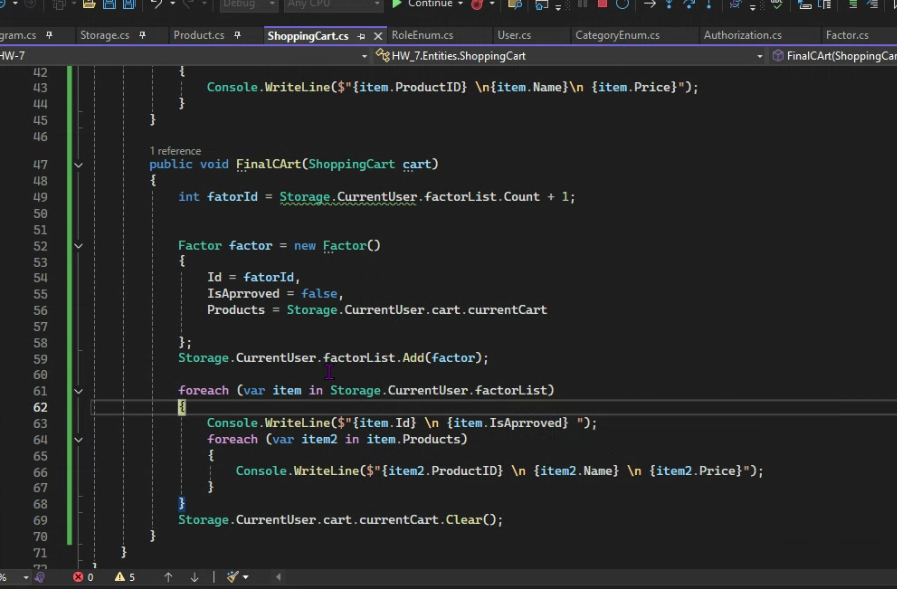 Debug Any CPU Continue
gram.cs Storage.cs Product.cs ShoppingCart.cs RoleEnum.cs User.cs CategoryEnum.cs Authorization.cs Factor.cs
HW-7 HW_7.Entities.ShoppingCart FinalCArt(ShoppingCar
42 {
43 Console.WriteLine($"{item.ProductID} \n{item.Name}\n {item.Price}");
44 }
45 }
46
1 reference
47 public void FinalCArt(ShoppingCart cart)
48 {
49 int fatorId = Storage.CurrentUser.factorList.Count + 1;
50
51
52 Factor factor = new Factor()
53 {
54 Id = fatorId,
55 IsAprroved = false,
56 Products = Storage.CurrentUser.cart.currentCart
57
58 };
59 Storage.CurrentUser.factorList.Add(factor);
60
61 foreach (var item in Storage.CurrentUser.factorList)
62 {
63 Console.WriteLine($"{item.Id} \n {item.IsAprroved} ");
64 foreach (var item2 in item.Products)
65 {
66 Console.WriteLine($"{item2.ProductID} \n {item2.Name} \n {item2.Price}");
67 }
68 }
69 Storage.CurrentUser.cart.currentCart.Clear();
70 }
71 }
72 }
% 0 5